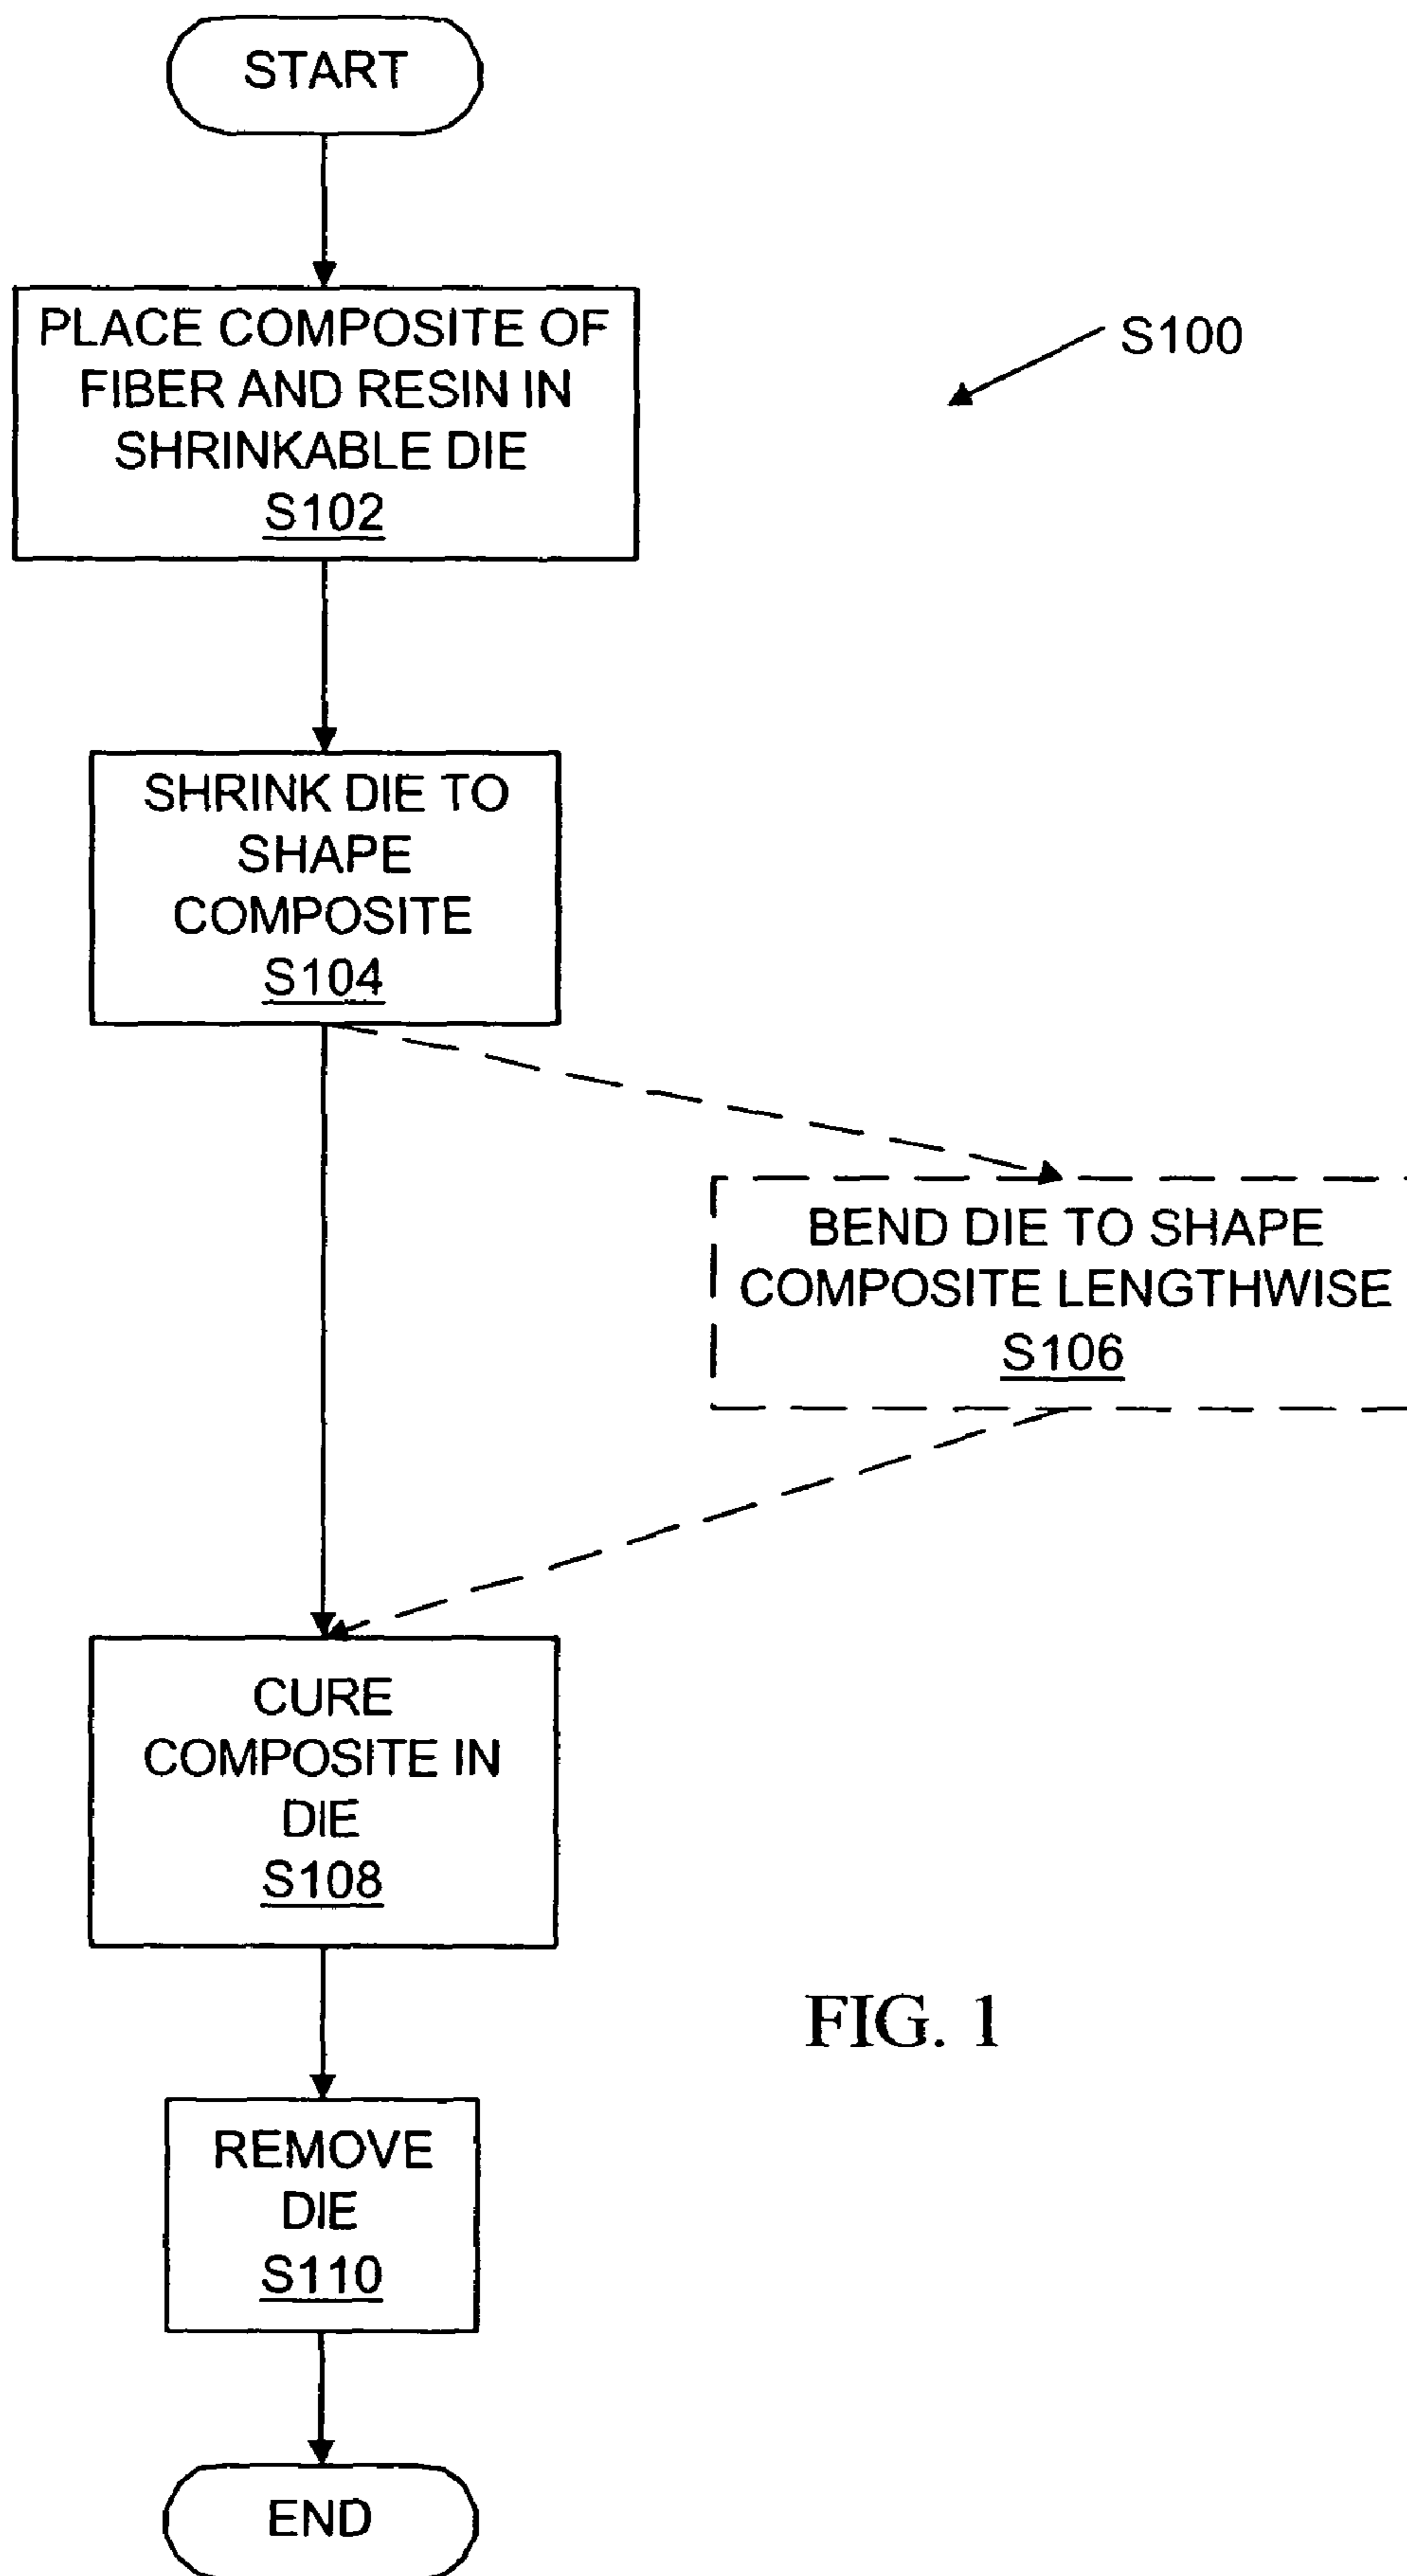 START
PLACE COMPOSITE OF
FIBER AND RESIN IN
SHRINKABLE DIE
S102
S100
SHRINK DIE TO
SHAPE
COMPOSITE
S104
BEND DIE TO SHAPE
COMPOSITE LENGTHWISE
S106
CURE
COMPOSITE IN
DIE
S108
FIG. 1
REMOVE
DIE
S110
END